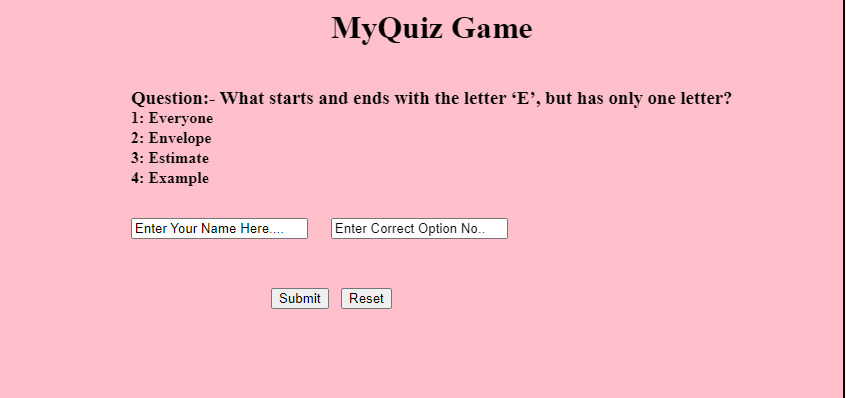 MyQuiz Game
Question:- What starts and ends with the letter ‘E’, but has only one letter?
1: Everyone
2: Envelope
3: Estimate
4: Example
Enter Your Name Here.... Enter Correct Option No..
Submit Reset